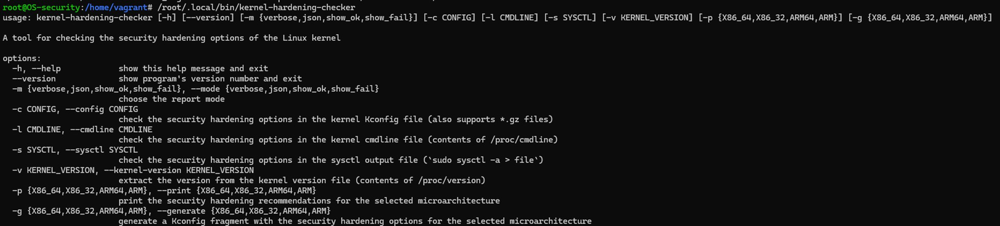 root@OS-security:/home/vagrant# /root/.local/bin/kernel-hardening-checker
usage: kernel-hardening-checker [-h] [--version] [-m {verbose,json,show_ok,show_fail}] [-c CONFIG] [-l CMDLINE] [-s SYSCTL] [-v KERNEL_VERSION] [-p {X86_64,X86_32,ARM64,ARM}] [-g {X86_64,X86_32,ARM64,ARM}]
A tool for checking the security hardening options of the Linux kernel
options:
-h, --help show this help message and exit
--version show program's version number and exit
-m {verbose,json,show_ok,show_fail}, --mode {verbose,json,show_ok,show_fail}
choose the report mode
-c CONFIG, --config CONFIG
check the security hardening options in the kernel Kconfig file (also supports *.gz files)
-l CMDLINE, --cmdline CMDLINE
check the security hardening options in the kernel cmdline file (contents of /proc/cmdline)
-s SYSCTL, --sysctl SYSCTL
check the security hardening options in the sysctl output file (`sudo sysctl -a > file`)
-v KERNEL_VERSION, --kernel-version KERNEL_VERSION
extract the version from the kernel version file (contents of /proc/version)
-p {X86_64,X86_32,ARM64,ARM}, --print {X86_64,X86_32,ARM64,ARM}
print the security hardening recommendations for the selected microarchitecture
-g {X86_64,X86_32,ARM64,ARM}, --generate {X86_64,X86_32,ARM64,ARM}
generate a Kconfig fragment with the security hardening options for the selected microarchitecture